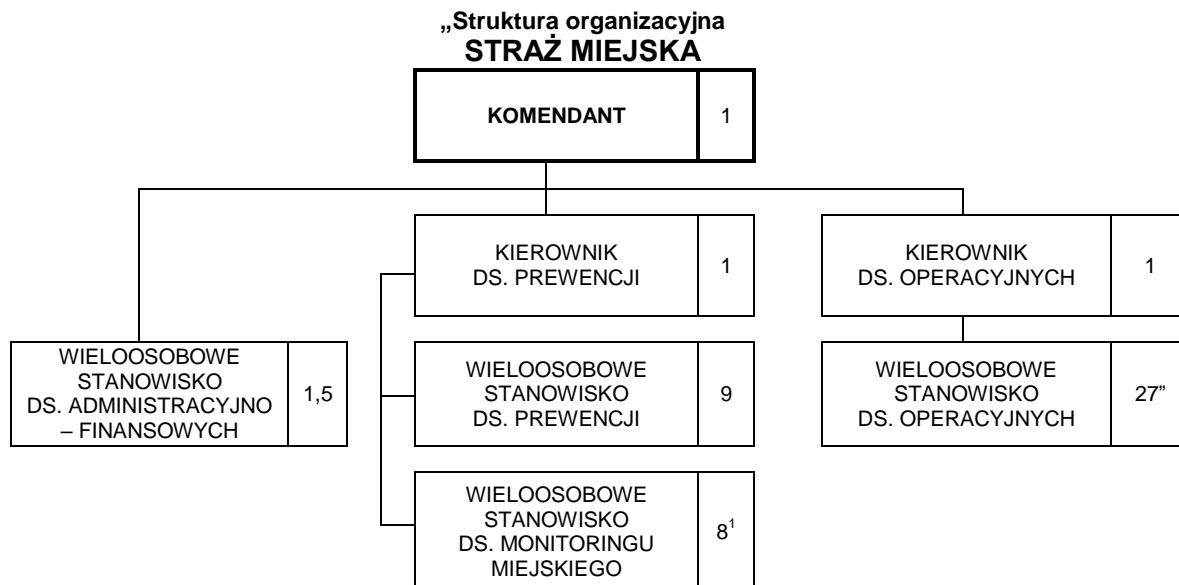 „Struktura organizacyjna
STRAŻ MIEJSKA
KOMENDANT
1
KIEROWNIK
DS. PREWENCJI
1
KIEROWNIK
DS. OPERACYJNYCH
1
WIELOOSOBOWE
STANOWISKO
DS. ADMINISTRACYJNO
– FINANSOWYCH
1,5
WIELOOSOBOWE
STANOWISKO
DS. PREWENCJI
9
WIELOOSOBOWE
STANOWISKO
DS. OPERACYJNYCH
27”
WIELOOSOBOWE
STANOWISKO
DS. MONITORINGU
MIEJSKIEGO
8¹